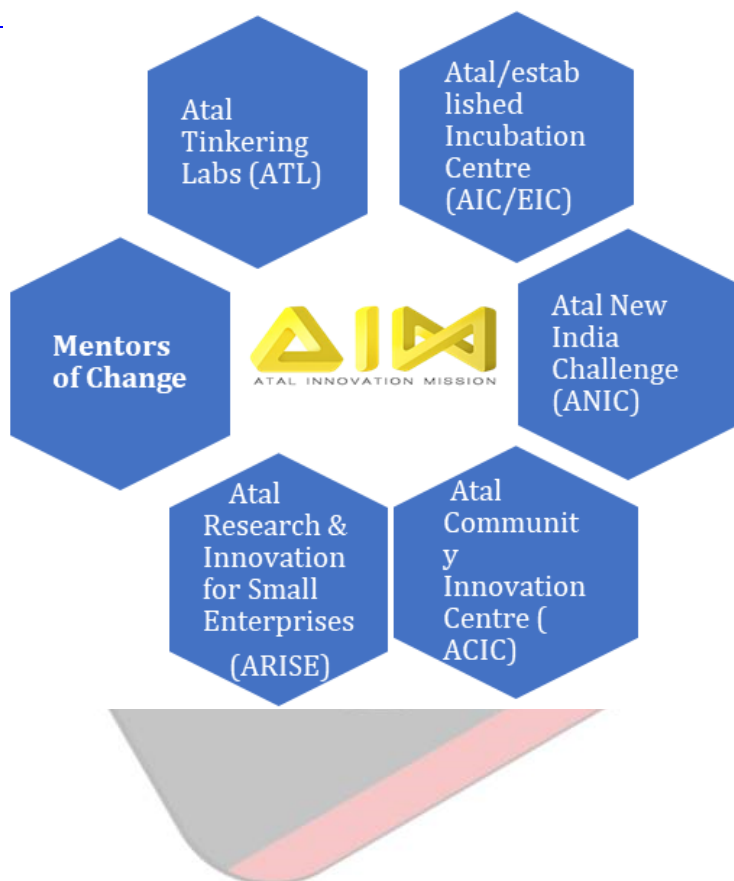 Atal
Tinkering
Labs (ATL)
Atal/estab
lished
Incubation
Centre
(AIC/EIC)
Mentors
of Change
AIM
ATAL INNOVATION MISSION
Atal New
India
Challenge
(ANIC)
Atal
Research &
Innovation
for Small
Enterprises
(ARISE)
Atal
Communit
y
Innovation
Centre (
ACIC)